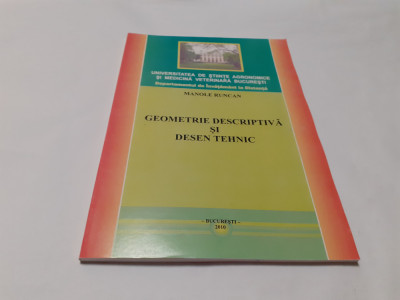 UNIVERSITATEA DE ŞTIINŢE AGRONOMICE
ŞI MEDICINĂ VETERINARĂ BUCUREŞTI
Departamentul de Învăţământ la Distanţă
MANOLE RUNCAN
GEOMETRIE DESCRIPTIVĂ
ŞI
DESEN TEHNIC
- BUCUREŞTI -
2010